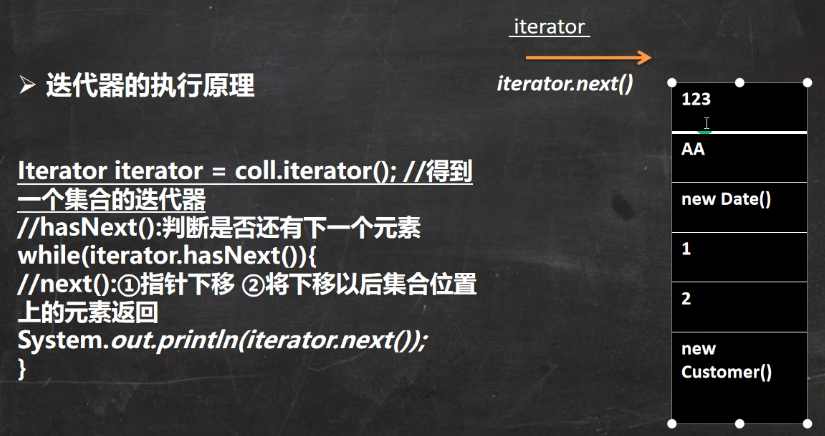 iterator
iterator.next()
➢ 迭代器的执行原理
Iterator iterator = coll.iterator(); //得到
一个集合的迭代器
//hasNext():判断是否还有下一个元素
while(iterator.hasNext()){
//next():①指针下移 ②将下移以后集合位置
上的元素返回
System.out.println(iterator.next());
}
123
AA
new Date()
1
2
new
Customer()